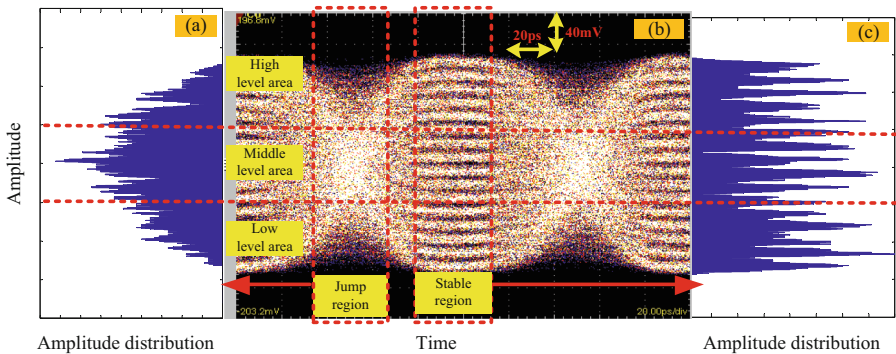 (a)
(b)
(c)
196.8mV
20ps
40mV
High
level area
Middle
level area
Low
level area
Amplitude
Jump
region
Stable
region
-203.2mV
20.00ps/div
Amplitude distribution
Time
Amplitude distribution